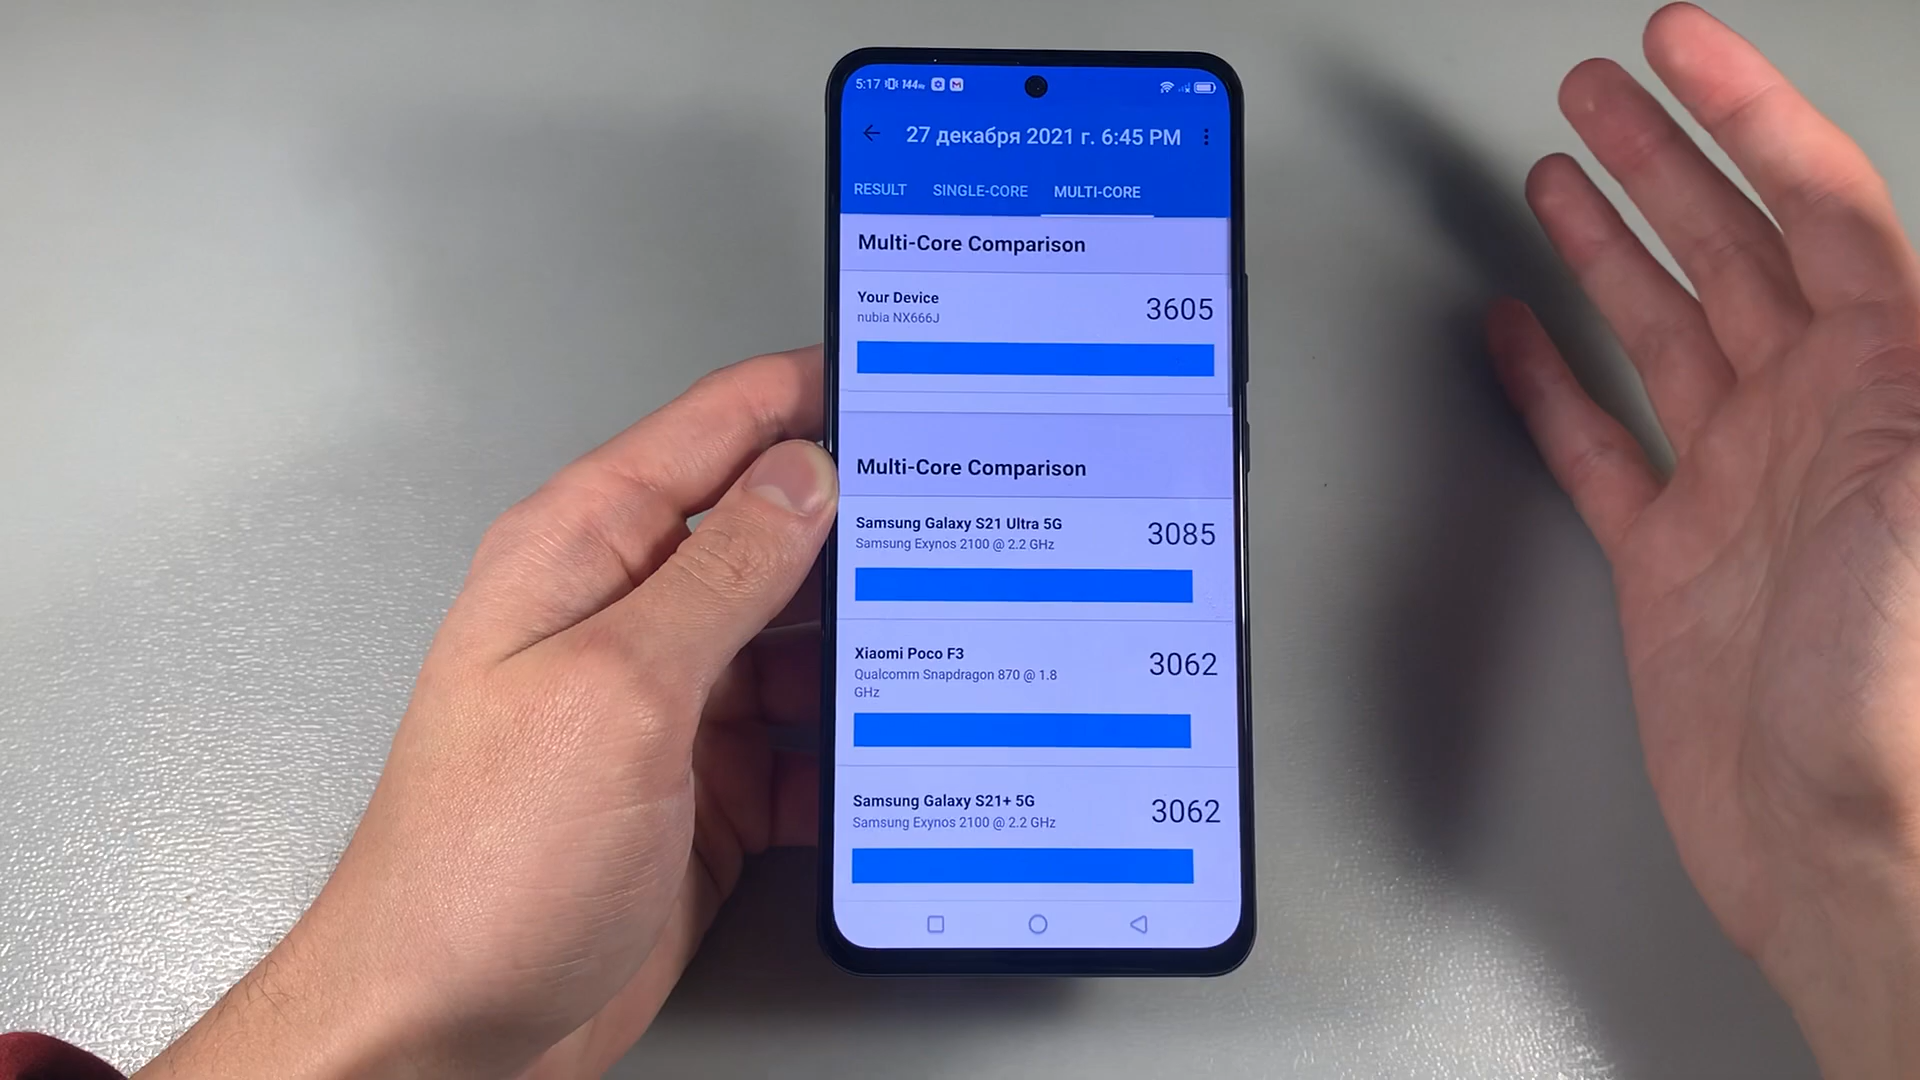 5:17 144Hz
27 декабря 2021 г. 6:45 PM
RESULT SINGLE-CORE MULTI-CORE
Multi-Core Comparison
Your Device 3605
nubia NX666J
Multi-Core Comparison
Samsung Galaxy S21 Ultra 5G 3085
Samsung Exynos 2100 @ 2.2 GHz
Xiaomi Poco F3 3062
Qualcomm Snapdragon 870 @ 1.8
GHz
Samsung Galaxy S21+ 5G 3062
Samsung Exynos 2100 @ 2.2 GHz